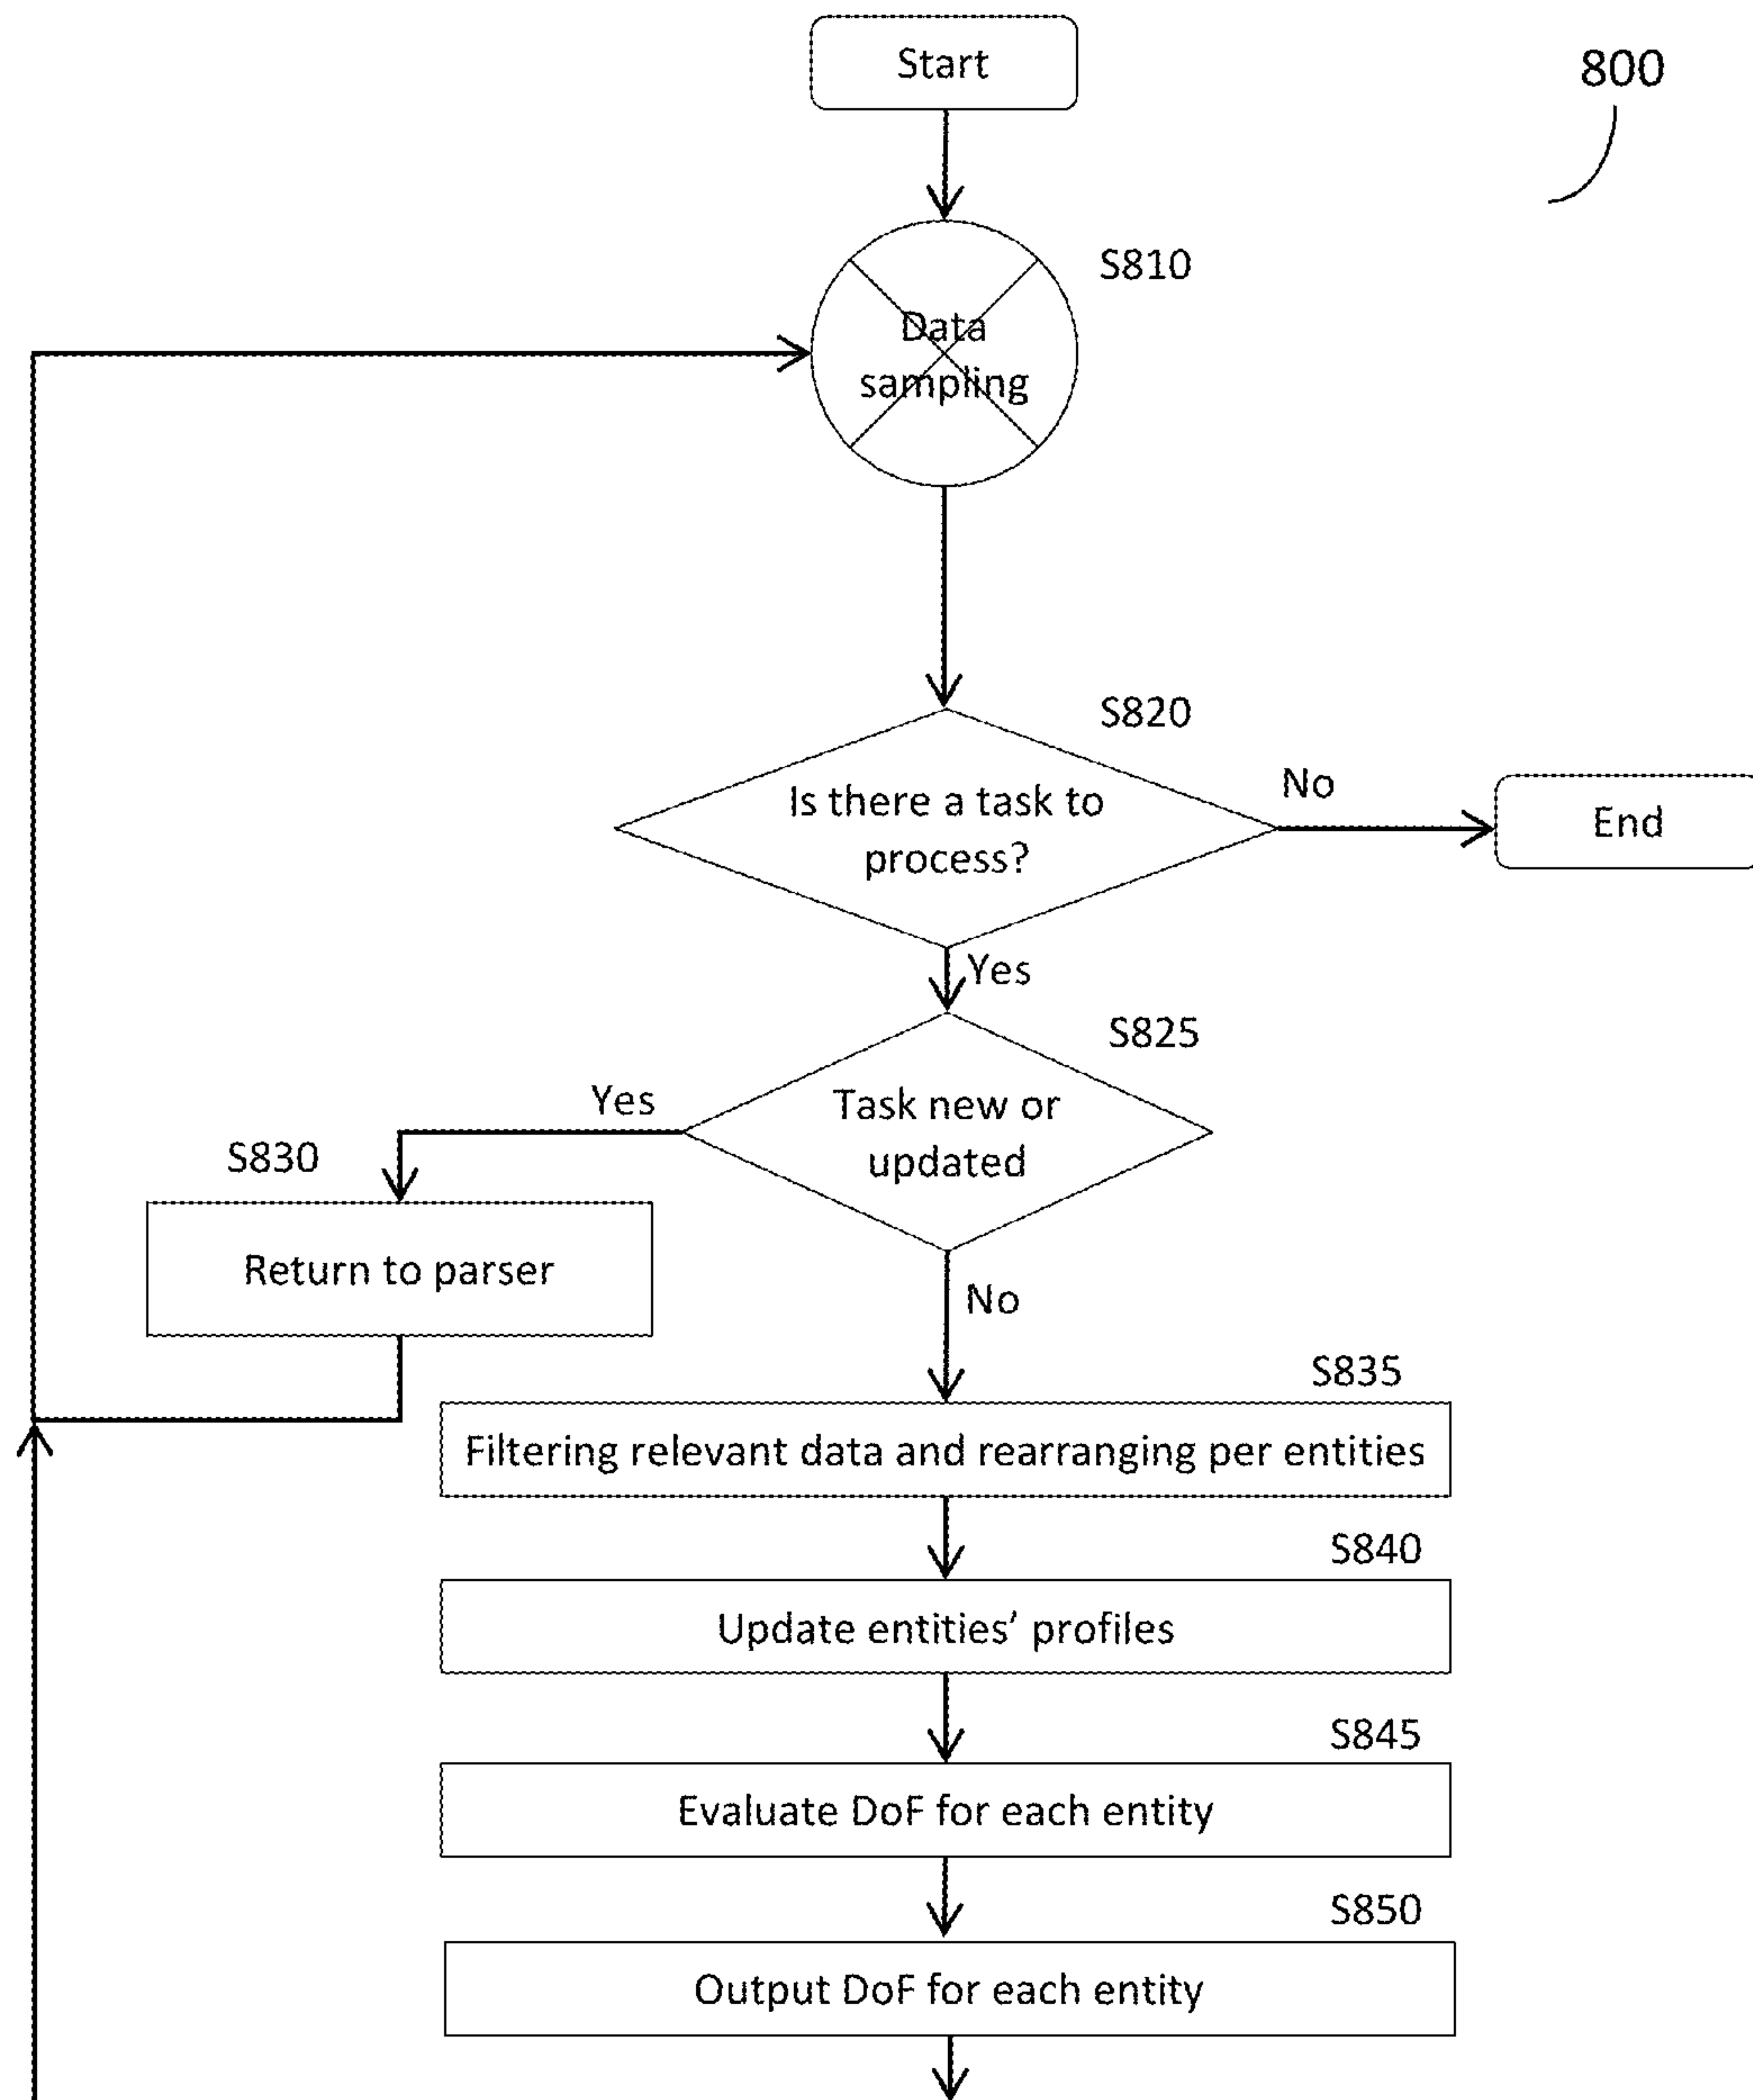 Start
800
S810
Data
sampling
S820
Is there a task to
process?
No
End
Yes
S825
Task new or
updated
Yes
S830
Return to parser
No
S835
Filtering relevant data and rearranging per entities
S840
Update entities’ profiles
S845
Evaluate DoF for each entity
S850
Output DoF for each entity